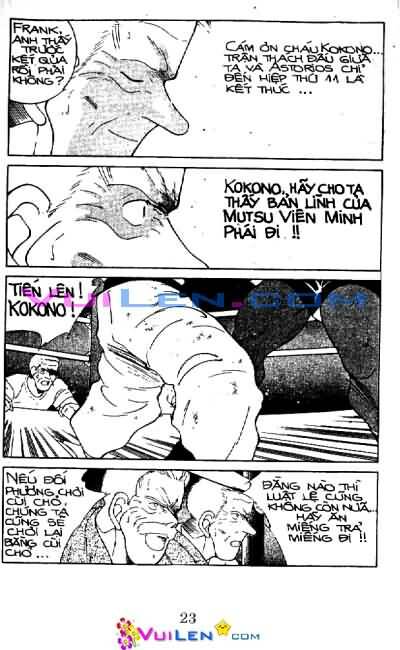 FRANK,
ANH THẤY
TRƯỚC
KẾT QỦA
RỒI PHẢI
KHÔNG?
CÁM ƠN CHÁU KOKONO...
TRẬN THẠCH ĐẤU GIỮA
TA VÀ ASTORIOS CHỈ
ĐẾN HIỆP THỨ 11 LÀ
KẾT THÚC ...
KOKONO.. HÃY CHO TA
THẤY BẢN LĨNH CỦA
MUTSU VIÊN MINH
PHÁI ĐI !!
TIẾN LÊN!
KOKONO!
VUILEN.COM
NẾU ĐỐI
PHƯƠNG CHƠI
CÙI CHỎ,
CHÚNG TA
CŨNG SẼ
CHƠI LẠI
BẰNG CÙI
CHỎ ...
ĐẰNG NÀO THÌ
LUẬT LỆ CŨNG
KHÔNG CÒN NỮA...
HÃY ĂN
MIẾNG TRẢ
MIẾNG ĐI !!
23
VUILEN.COM